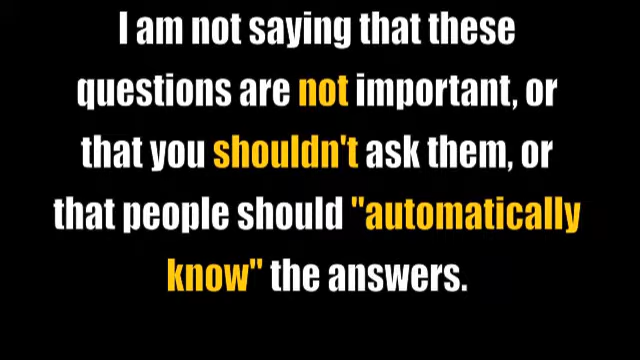 I am not saying that these
questions are not important, or
that you shouldn't ask them, or
that people should "automatically
know" the answers.